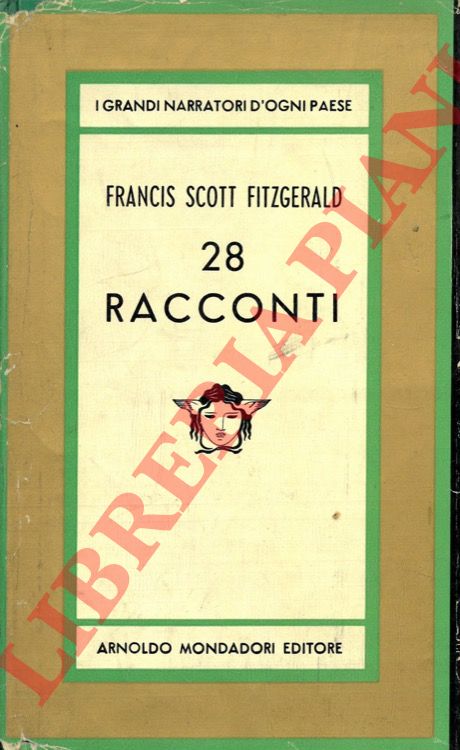 I GRANDI NARRATORI D'OGNI PAESE
FRANCIS SCOTT FITZGERALD
28
RACCONTI
ARNOLDO MONDADORI EDITORE
LIBRERIA PIANI